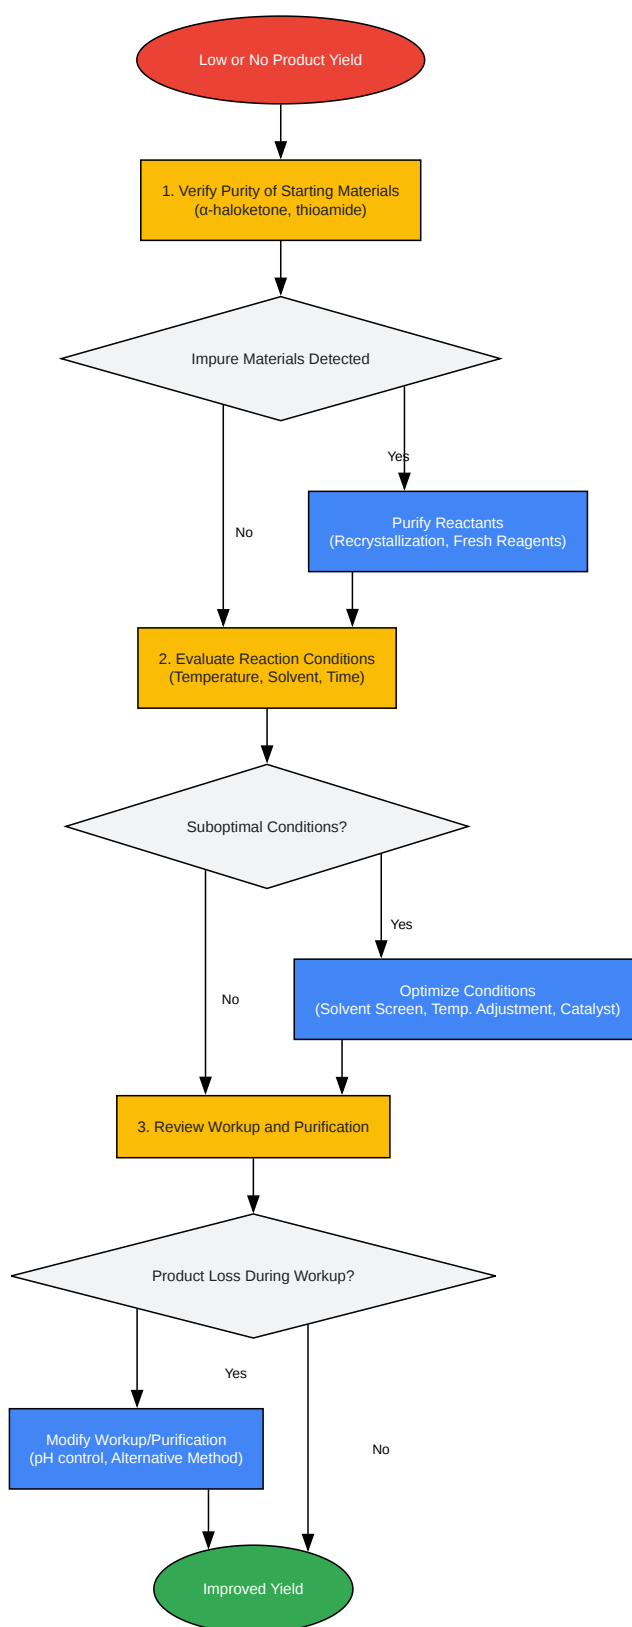 Low or No Product Yield
1. Verify Purity of Starting Materials
(α-haloketone, thioamide)
Impure Materials Detected
Yes
Purify Reactants
(Recrystallization, Fresh Reagents)
No
2. Evaluate Reaction Conditions
(Temperature, Solvent, Time)
Suboptimal Conditions?
Yes
Optimize Conditions
(Solvent Screen, Temp. Adjustment, Catalyst)
No
3. Review Workup and Purification
Product Loss During Workup?
Yes
Modify Workup/Purification
(pH control, Alternative Method)
No
Improved Yield